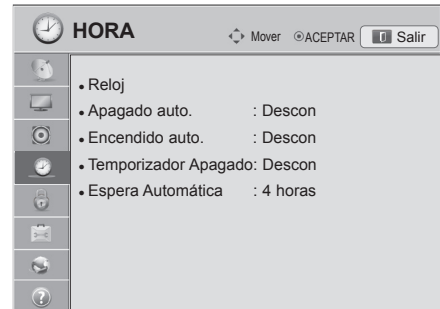 HORA Mover ACEPTAR Salir
Reloj
Apagado auto. : Descon
Encendido auto. : Descon
Temporizador Apagado: Descon
Espera Automática : 4 horas